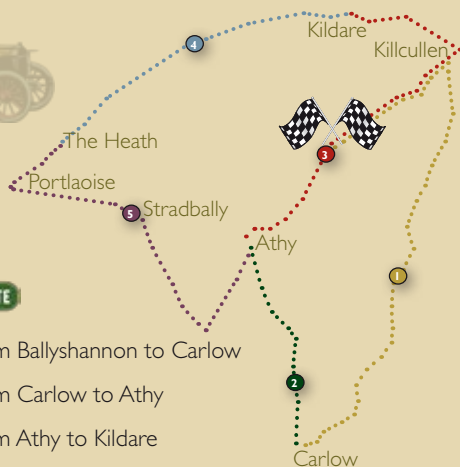 Kildare
Killcullen
4
The Heath
3
Portlaoise
5 Stradbally
Athy
1
TE
m Ballyshannon to Carlow
2
m Carlow to Athy
m Athy to Kildare
Carlow